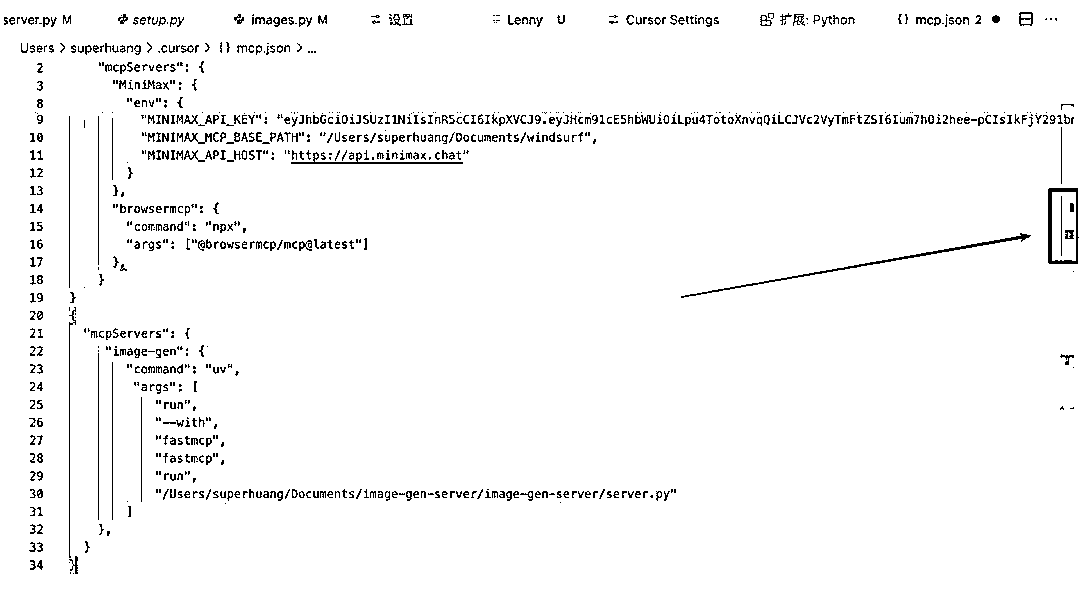 server.py M setup.py images.py M 设置 Lenny U Cursor Settings 扩展: Python {} mcp.json 2 ● ...
Users > superhuang > .cursor > {} mcp.json > ...
2 "mcpServers": {
3 "MiniMax": {
8 "env": {
9 "MINIMAX_API_KEY":
10 "MINIMAX_MCP_BASE_PATH": "/Users/superhuang/Documents/windsurf",
11 "MINIMAX_API_HOST": "https://api.minimax.chat"
12 }
13 },
14 "browsermcp": {
15 "command": "npx",
16 "args": ["@browsermcp/mcp@latest"]
17 },
18 }
19 }
20 {
21 "mcpServers": {
22 "image-gen": {
23 "command": "uv",
24 "args": [
25 "run",
26 "--with",
27 "fastmcp",
28 "fastmcp",
29 "run",
30 "/Users/superhuang/Documents/image-gen-server/image-gen-server/server.py"
31 ]
32 },
33 }
34 }